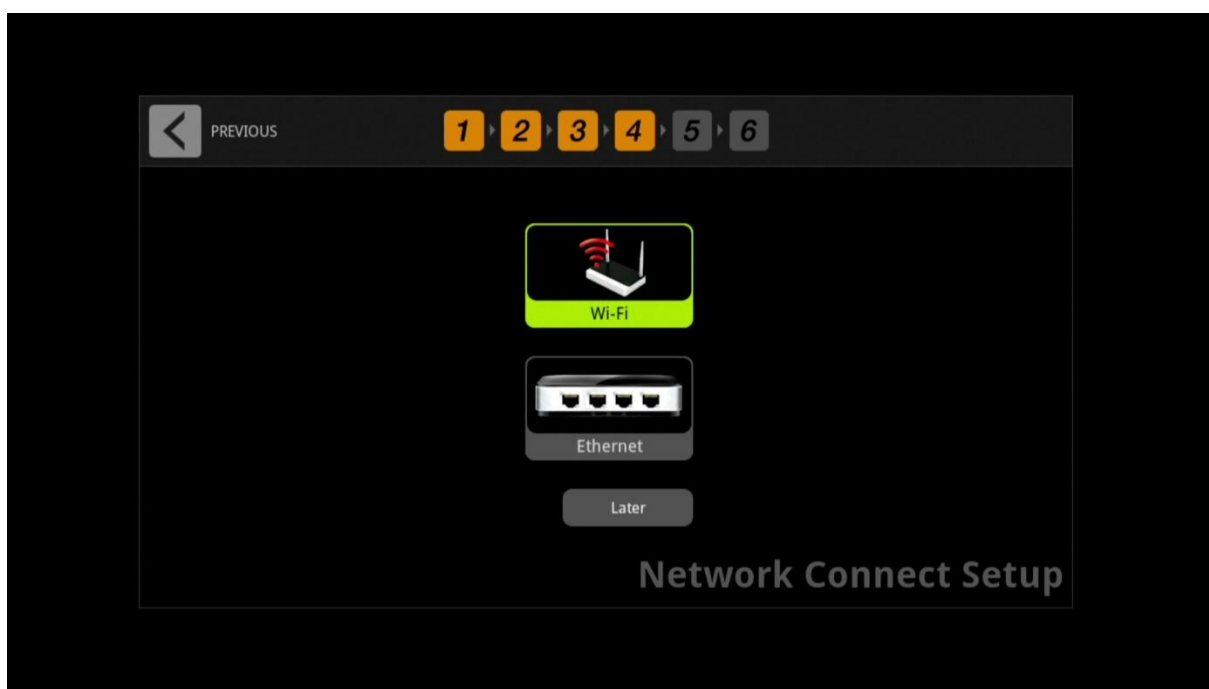 PREVIOUS 1 2 3 4 5 6
Wi-Fi
Ethernet
Later
Network Connect Setup